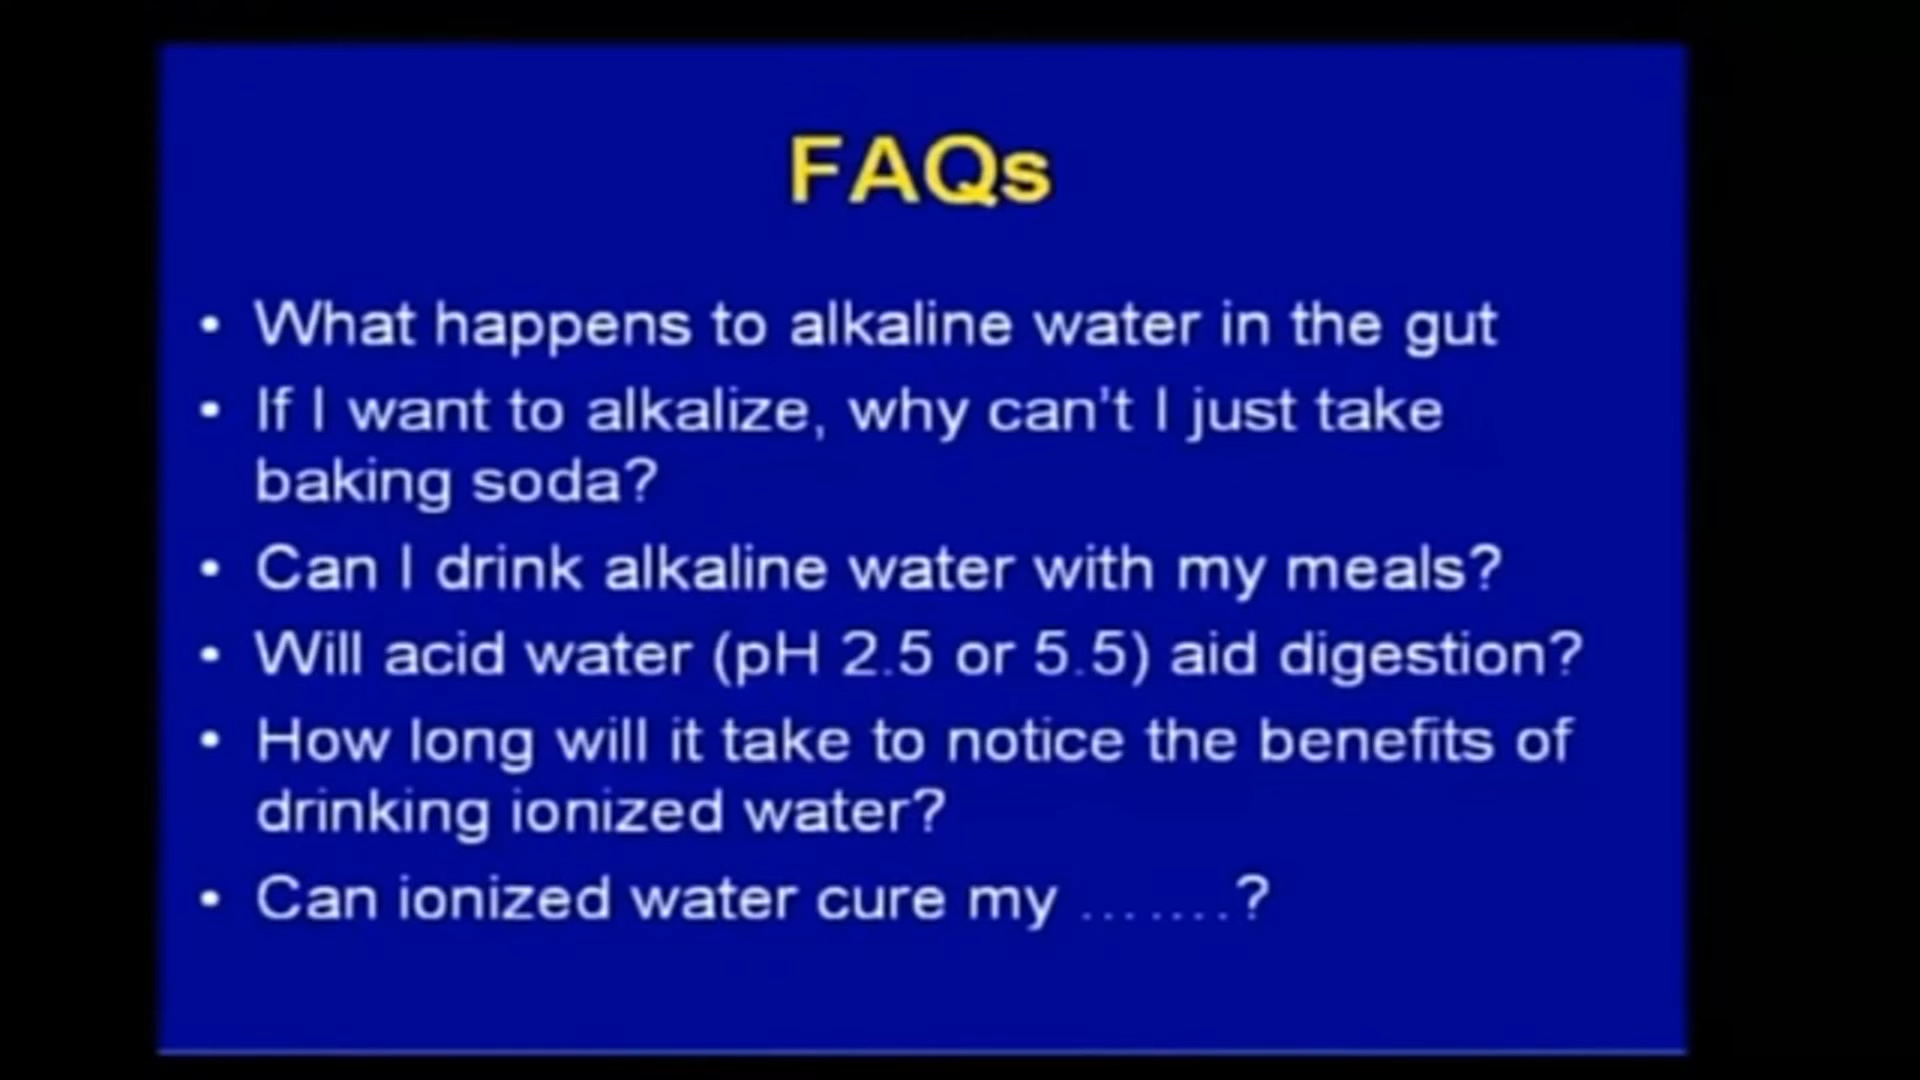 FAQs
• What happens to alkaline water in the gut
• If I want to alkalize, why can't I just take
baking soda?
• Can I drink alkaline water with my meals?
• Will acid water (pH 2.5 or 5.5) aid digestion?
• How long will it take to notice the benefits of
drinking ionized water?
• Can ionized water cure my .......?